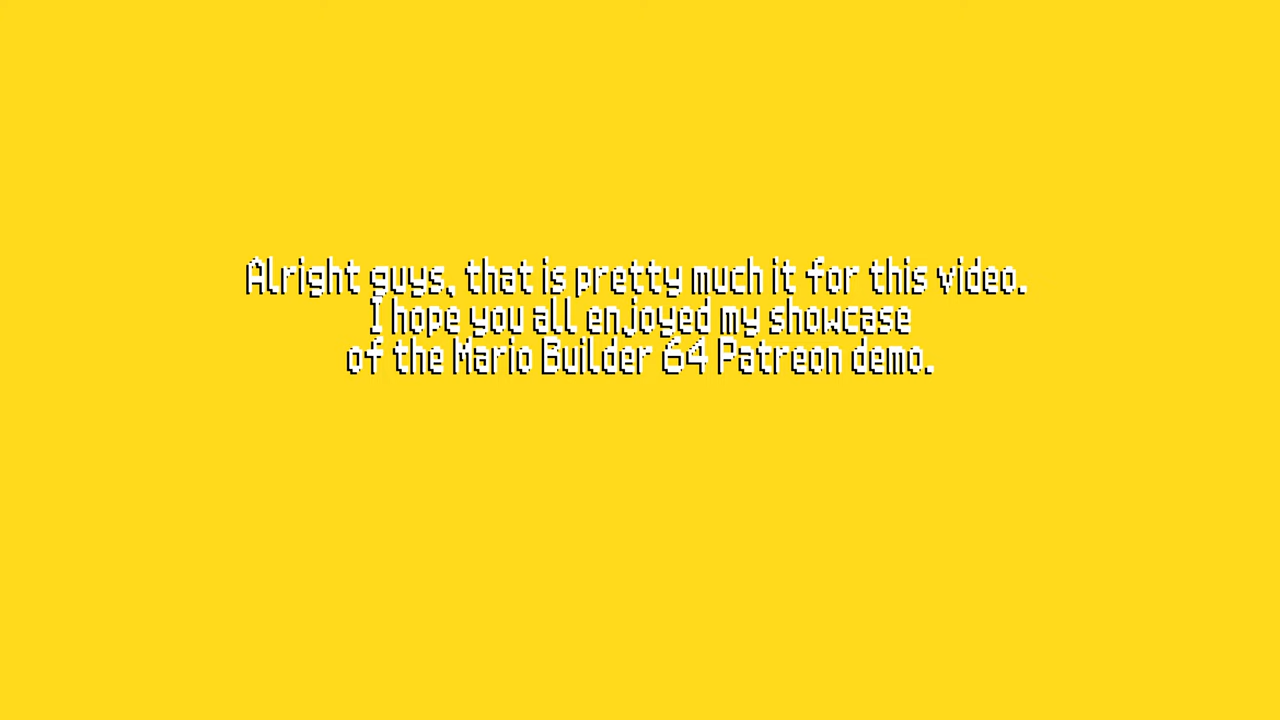 Alright guys, that is pretty much it for this video.
I hope you all enjoyed my showcase
of the Mario Builder 64 Patreon demo.